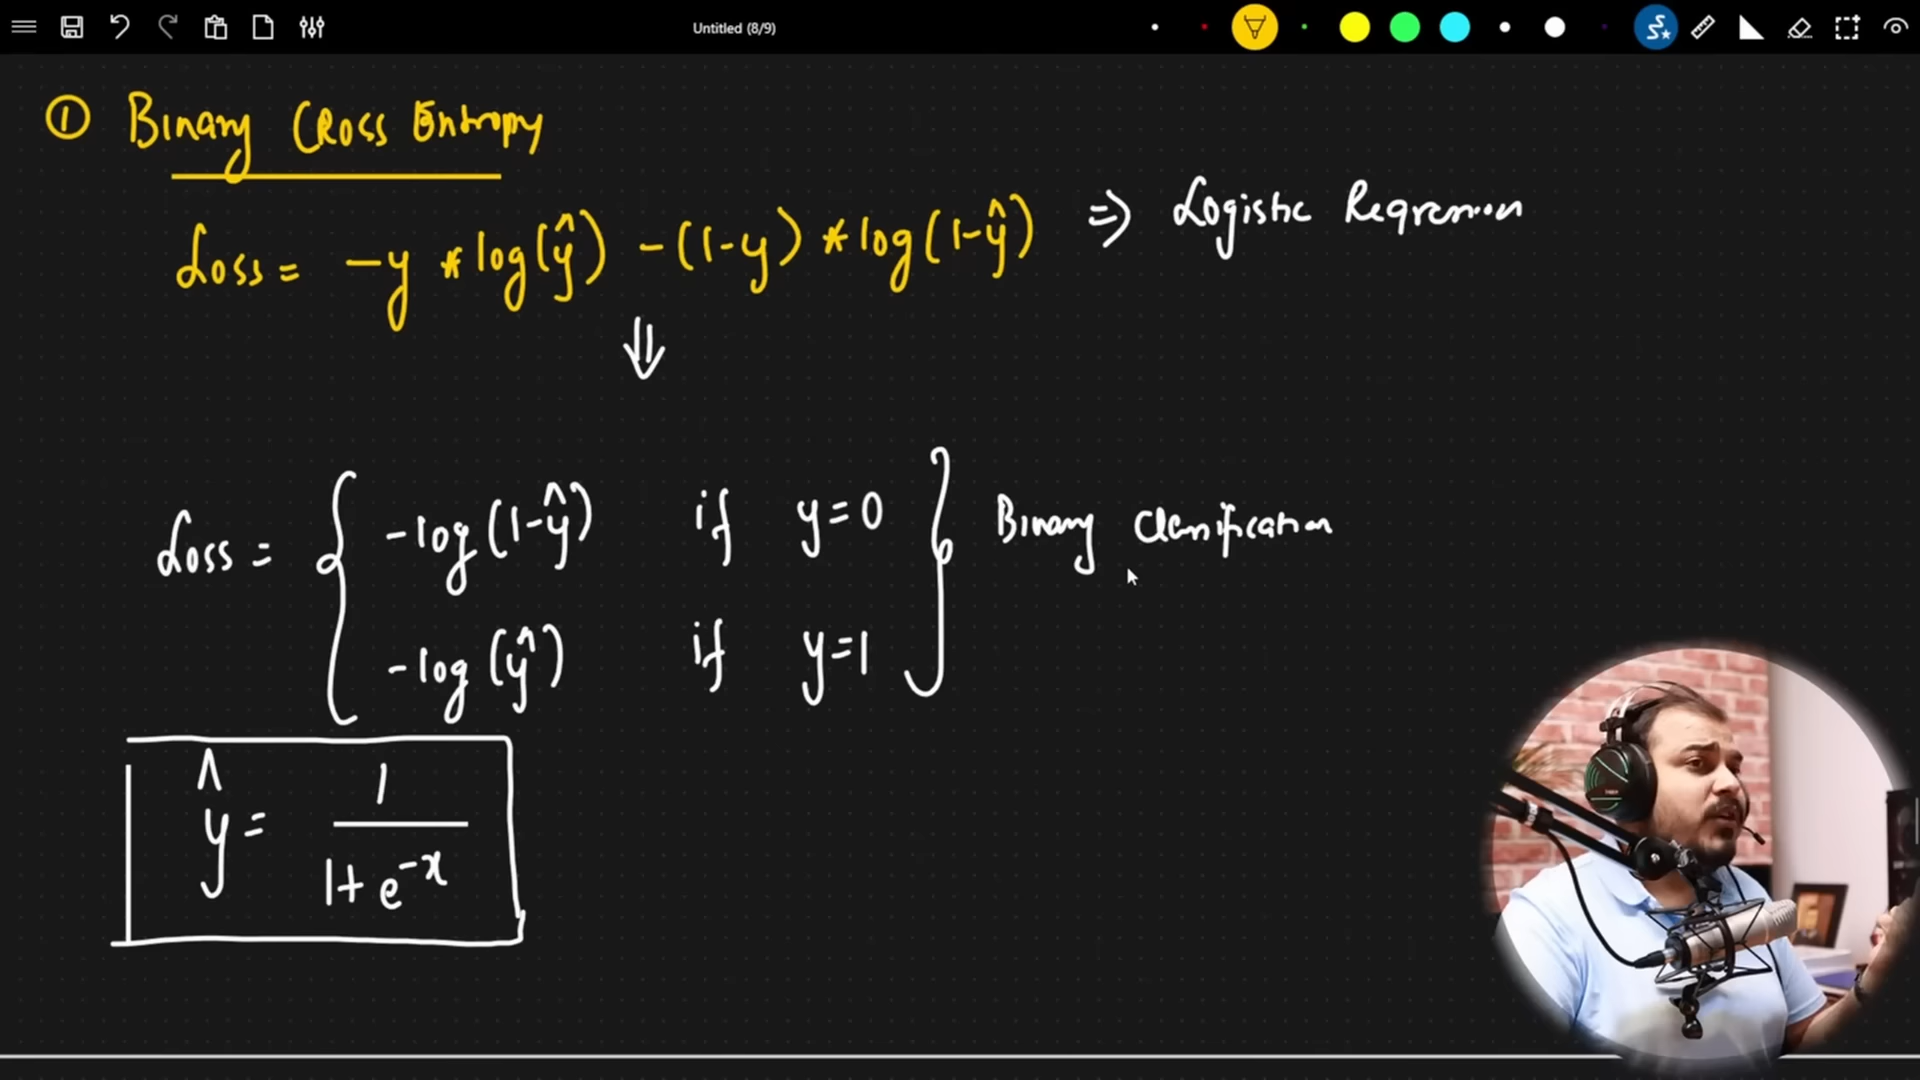 Untitled (8/9)
① Binary Cross Entropy
Loss = -y * log(ŷ) - (1-y) * log(1-ŷ) ⇒ Logistic Regression
⇓
Loss = { -log(1-ŷ) if y=0
-log(ŷ) if y=1 } Binary Classification
ŷ = 1 / (1 + e^-x)